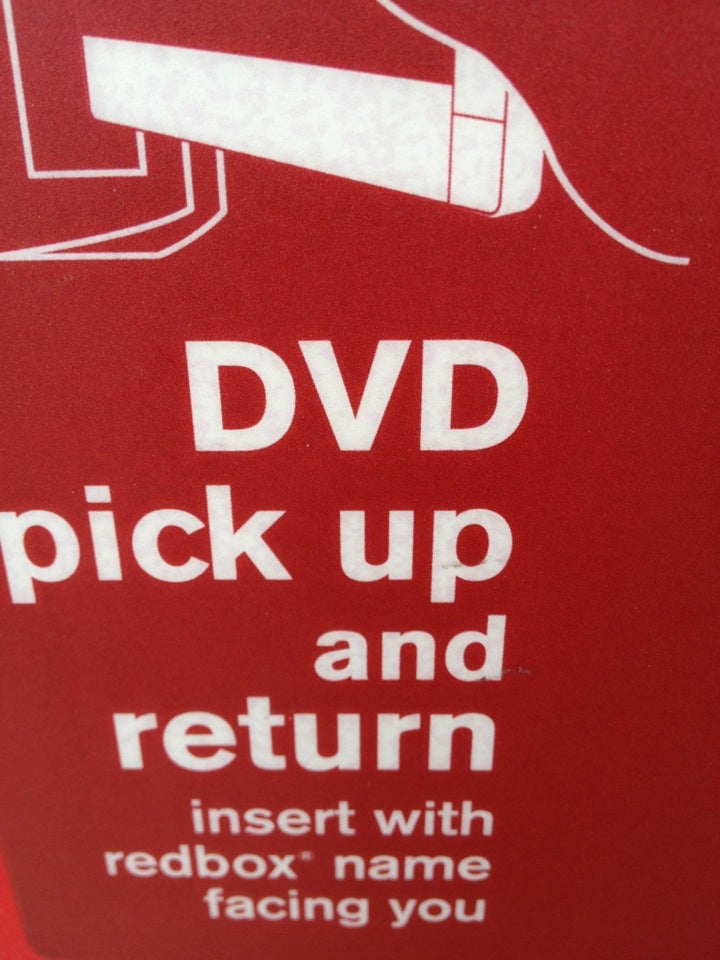 DVD
pick up
and
return
insert with
redbox® name
facing you